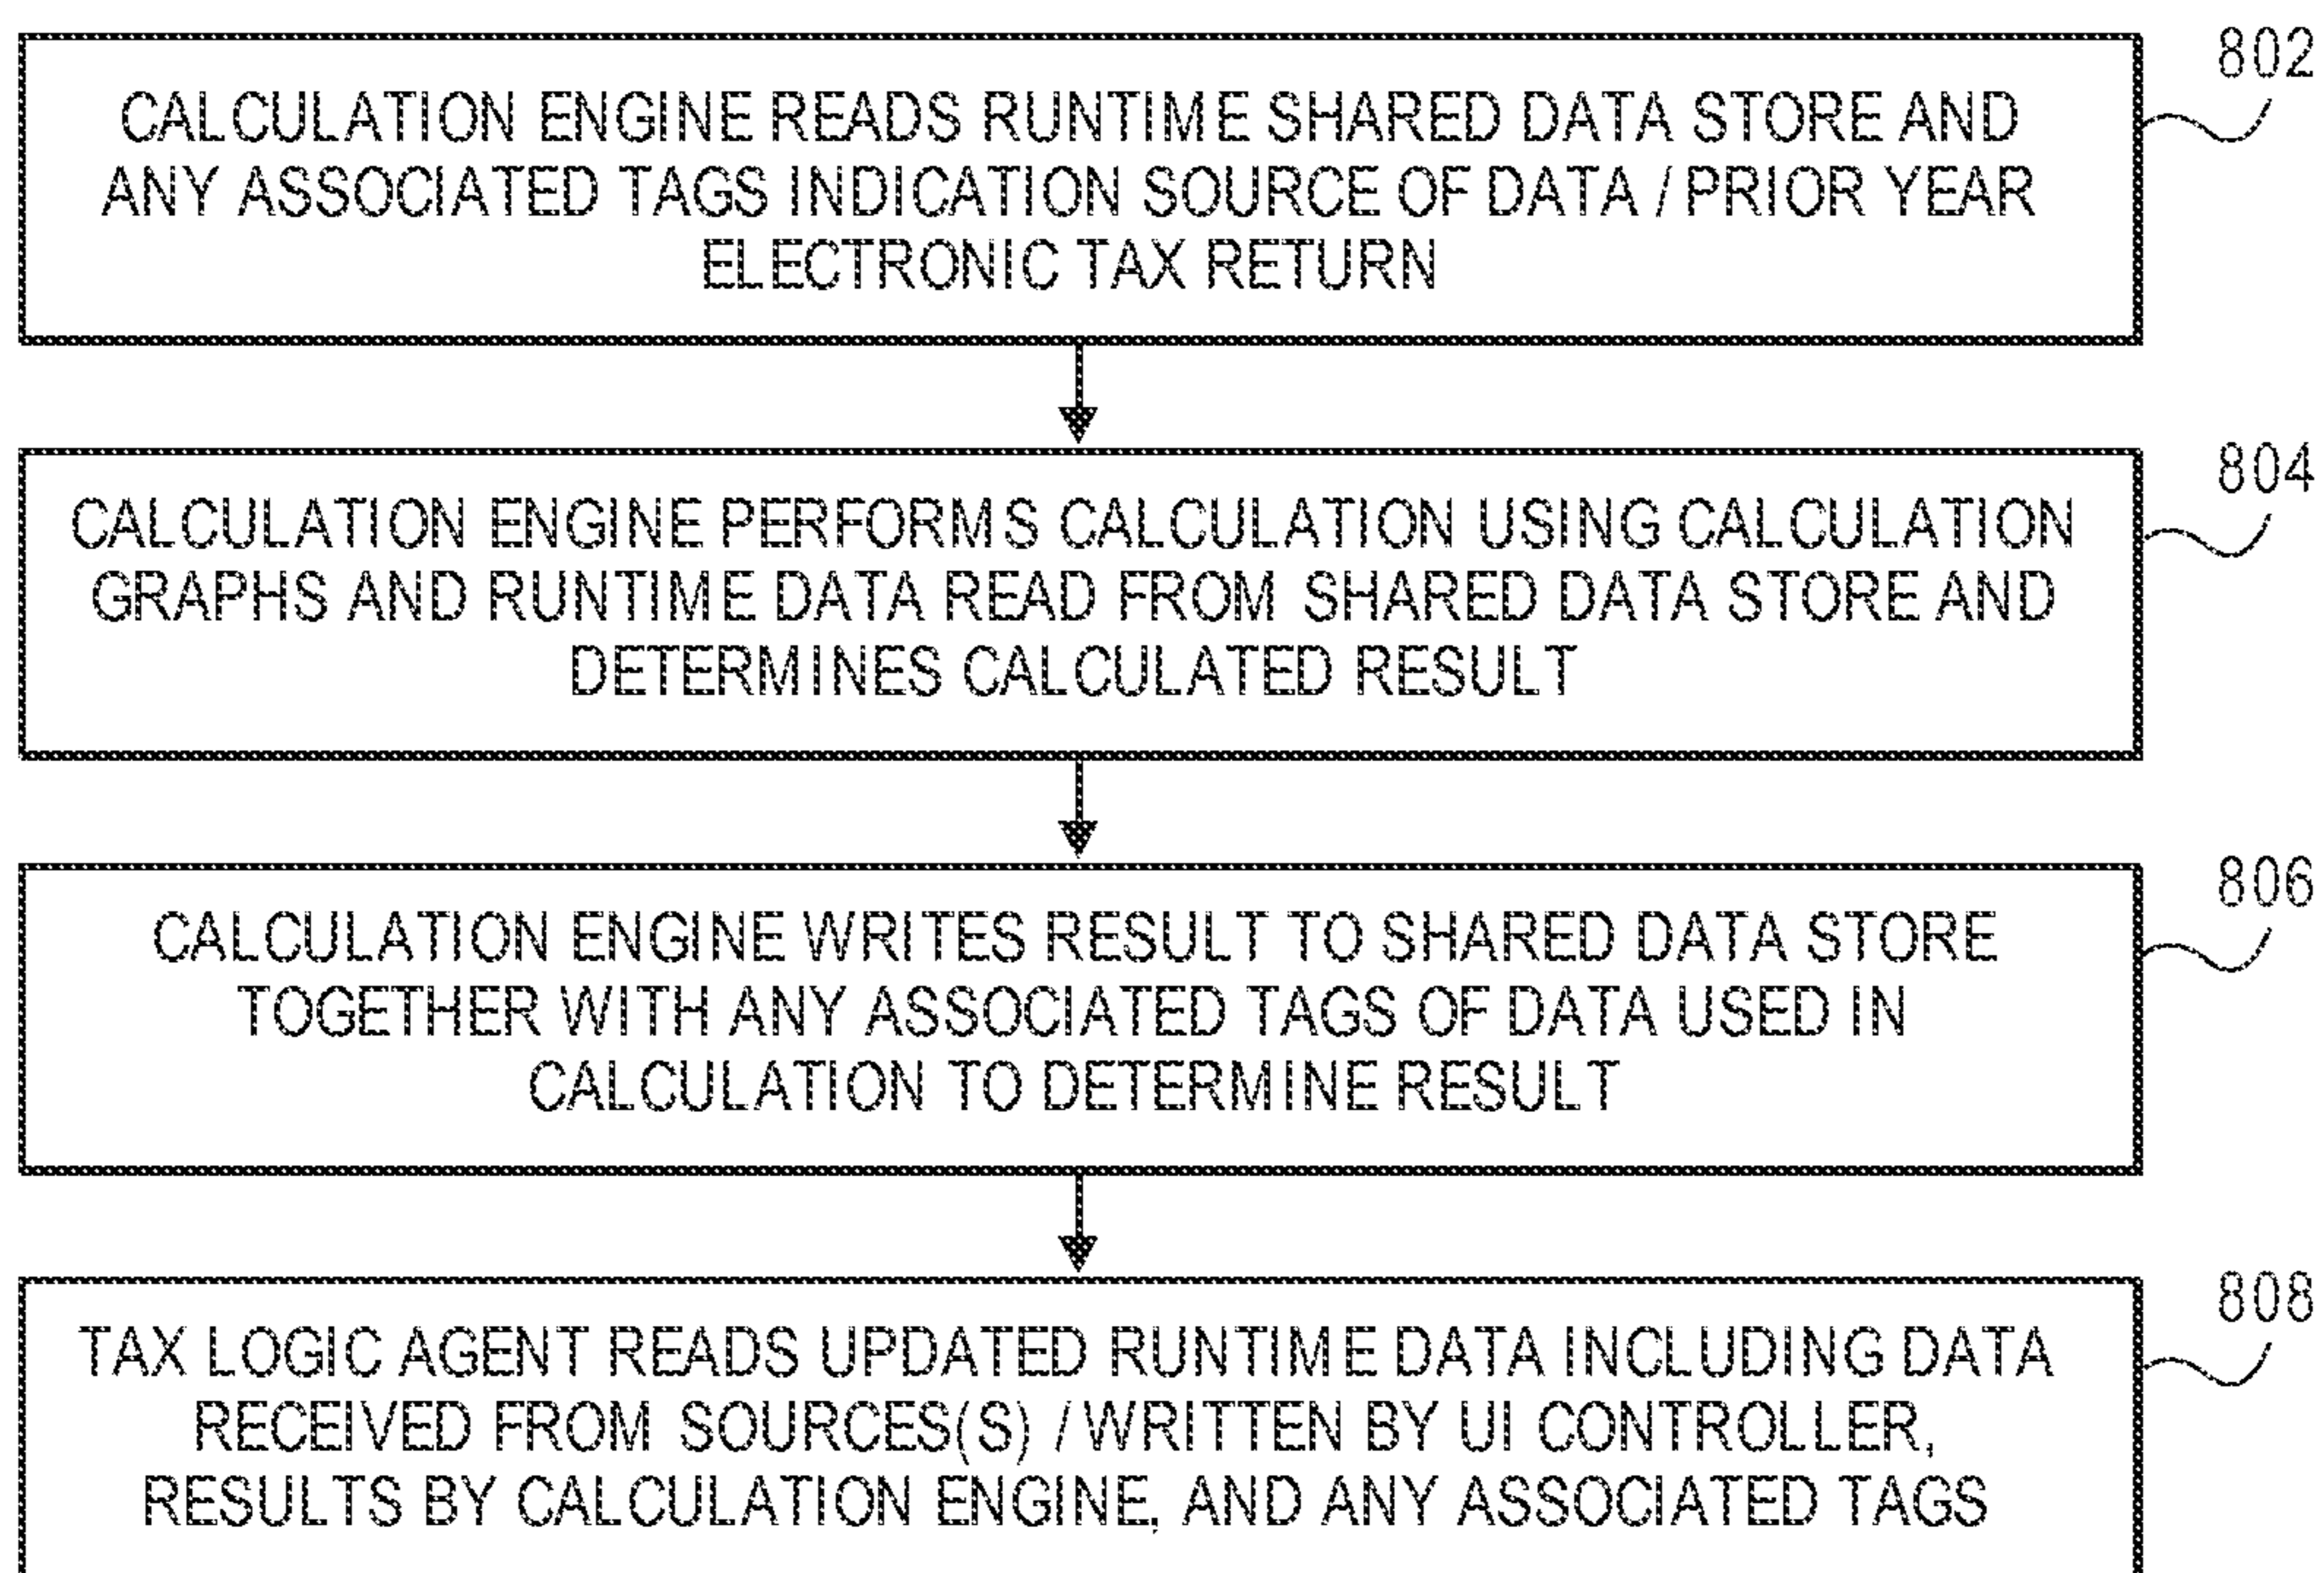 802
CALCULATION ENGINE READS RUNTIME SHARED DATA STORE AND
ANY ASSOCIATED TAGS INDICATION SOURCE OF DATA / PRIOR YEAR
ELECTRONIC TAX RETURN
804
CALCULATION ENGINE PERFORMS CALCULATION USING CALCULATION
GRAPHS AND RUNTIME DATA READ FROM SHARED DATA STORE AND
DETERMINES CALCULATED RESULT
806
CALCULATION ENGINE WRITES RESULT TO SHARED DATA STORE
TOGETHER WITH ANY ASSOCIATED TAGS OF DATA USED IN
CALCULATION TO DETERMINE RESULT
808
TAX LOGIC AGENT READS UPDATED RUNTIME DATA INCLUDING DATA
RECEIVED FROM SOURCES(S) / WRITTEN BY UI CONTROLLER,
RESULTS BY CALCULATION ENGINE, AND ANY ASSOCIATED TAGS